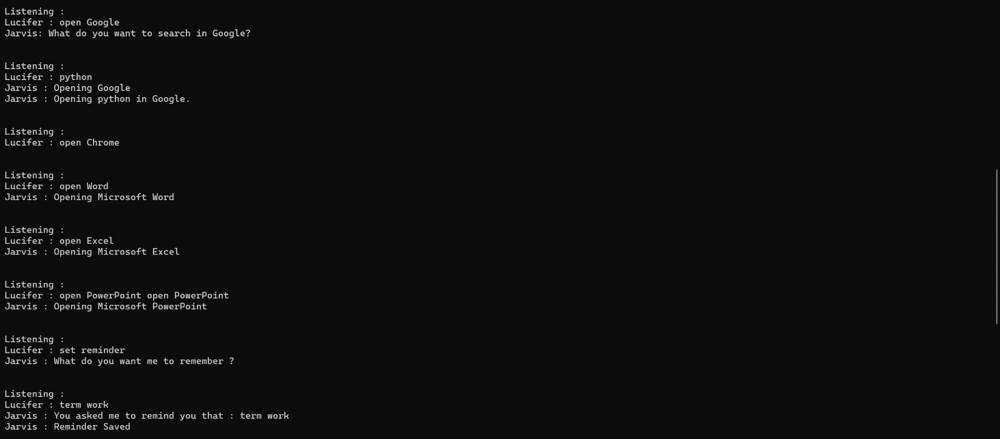 Listening :
Lucifer : open Google
Jarvis: What do you want to search in Google?
Listening :
Lucifer : python
Jarvis : Opening Google
Jarvis : Opening python in Google.
Listening :
Lucifer : open Chrome
Listening :
Lucifer : open Word
Jarvis : Opening Microsoft Word
Listening :
Lucifer : open Excel
Jarvis : Opening Microsoft Excel
Listening :
Lucifer : open PowerPoint open PowerPoint
Jarvis : Opening Microsoft PowerPoint
Listening :
Lucifer : set reminder
Jarvis : What do you want me to remember ?
Listening :
Lucifer : term work
Jarvis : You asked me to remind you that : term work
Jarvis : Reminder Saved